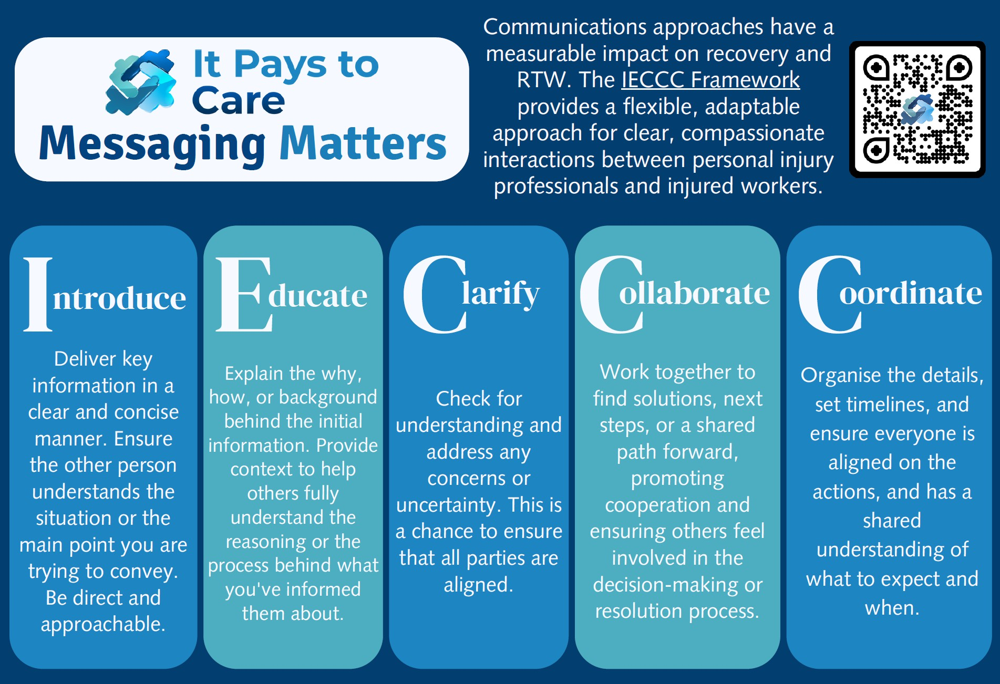 It Pays to
Care
Messaging Matters
Communications approaches have a
measurable impact on recovery and
RTW. The IECCC Framework
provides a flexible, adaptable
approach for clear, compassionate
interactions between personal injury
professionals and injured workers.
Introduce
Deliver key
information in a
clear and concise
manner. Ensure
the other person
understands the
situation or the
main point you are
trying to convey.
Be direct and
approachable.
Educate
Explain the why,
how, or background
behind the initial
information. Provide
context to help
others fully
understand the
reasoning or the
process behind what
you've informed
them about.
Clarify
Check for
understanding and
address any
concerns or
uncertainty. This is
a chance to ensure
that all parties are
aligned.
Collaborate
Work together to
find solutions, next
steps, or a shared
path forward,
promoting
cooperation and
ensuring others feel
involved in the
decision-making or
resolution process.
Coordinate
Organise the details,
set timelines, and
ensure everyone is
aligned on the
actions, and has a
shared
understanding of
what to expect and
when.